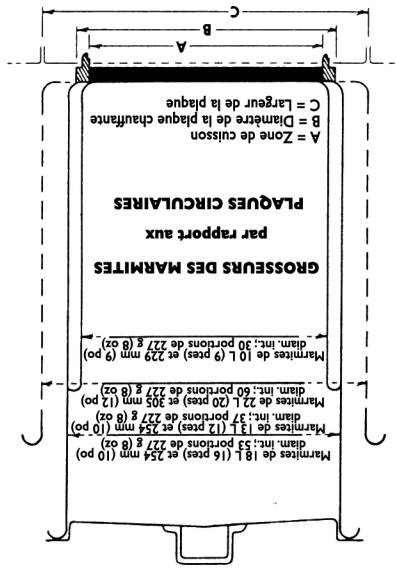 Marmites de 18 L (16 ptes) et 254 mm (10 po)
diam. int.; 53 portions de 227 g (8 oz)
Marmites de 13 L (12 ptes) et 254 mm (10 po)
diam. int.; 37 portions de 227 g (8 oz)
Marmites de 22 L (20 ptes) et 305 mm (12 po)
diam. int.; 60 portions de 227 g (8 oz)
Marmites de 10 L (9 ptes) et 229 mm (9 po)
diam. int.; 30 portions de 227 g (8 oz)
GROSSEURS DES MARMITES
par rapport aux
PLAQUES CIRCULAIRES
A = Zone de cuisson
B = Diamètre de la plaque chauffante
C = Largeur de la plaque
A
B
C